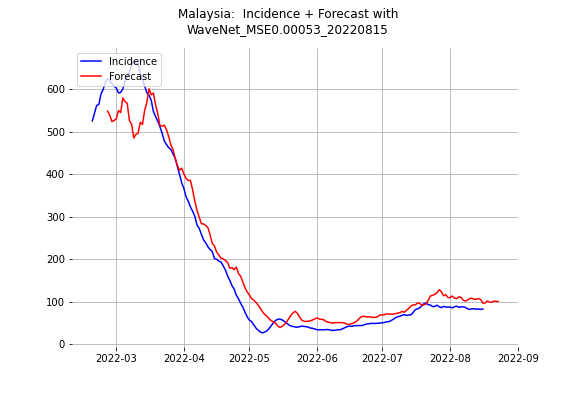 Malaysia:  Incidence + Forecast with
WaveNet_MSE0.00053_20220815
Incidence
Forecast
600
500
400
300
200
100
0
2022-03 2022-04 2022-05 2022-06 2022-07 2022-08 2022-09